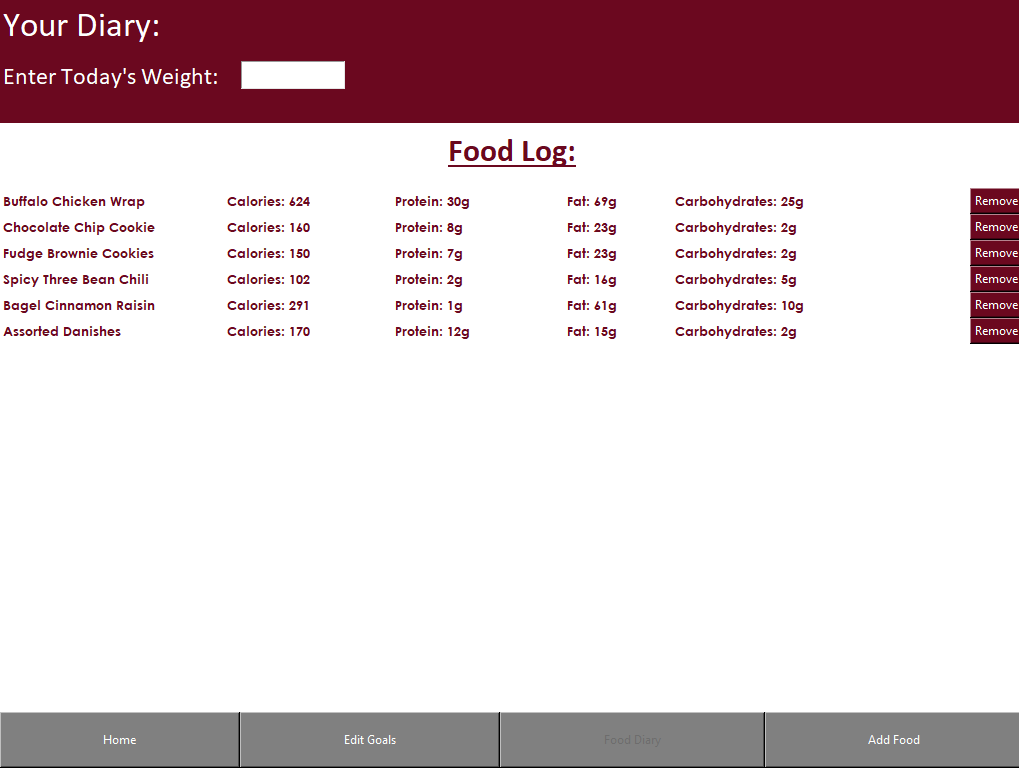 Your Diary:
Enter Today's Weight:
Food Log:
Buffalo Chicken Wrap Calories: 624 Protein: 30g Fat: 69g Carbohydrates: 25g Remove
Chocolate Chip Cookie Calories: 160 Protein: 8g Fat: 23g Carbohydrates: 2g Remove
Fudge Brownie Cookies Calories: 150 Protein: 7g Fat: 23g Carbohydrates: 2g Remove
Spicy Three Bean Chili Calories: 102 Protein: 2g Fat: 16g Carbohydrates: 5g Remove
Bagel Cinnamon Raisin Calories: 291 Protein: 1g Fat: 61g Carbohydrates: 10g Remove
Assorted Danishes Calories: 170 Protein: 12g Fat: 15g Carbohydrates: 2g Remove
Home Edit Goals Food Diary Add Food